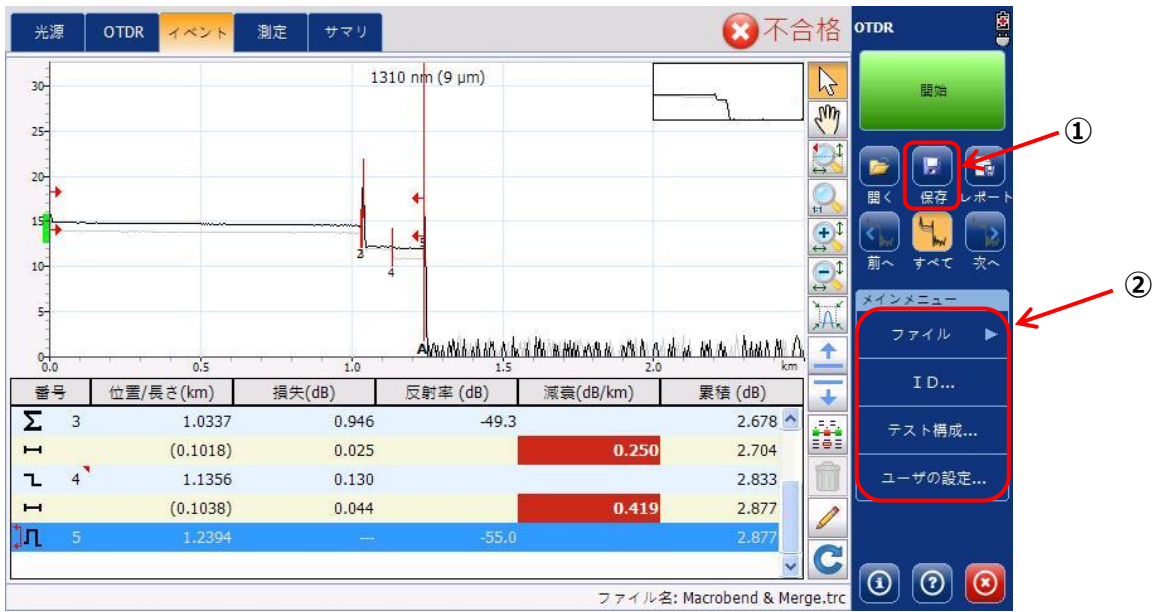 光源 OTDR イベント 測定 サマリ
不合格
OTDR
1310 nm (9 μm)
開始
①
30
25
20
15
10
5
0
3
4
5
A
0.0 0.5 1.0 1.5 2.0 km
1:1
開く 保存 レポート
前へ すべて 次へ
②
メインメニュー
ファイル
ID...
テスト構成...
ユーザの設定...
番号 位置/長さ(km) 損失(dB) 反射率 (dB) 減衰(dB/km) 累積 (dB)
Σ 3 1.0337 0.946 -49.3 2.678
(0.1018) 0.025 0.250 2.704
4 1.1356 0.130 2.833
(0.1038) 0.044 0.419 2.877
5 1.2394 --- -55.0 2.877
ファイル名: Macrobend & Merge.trc